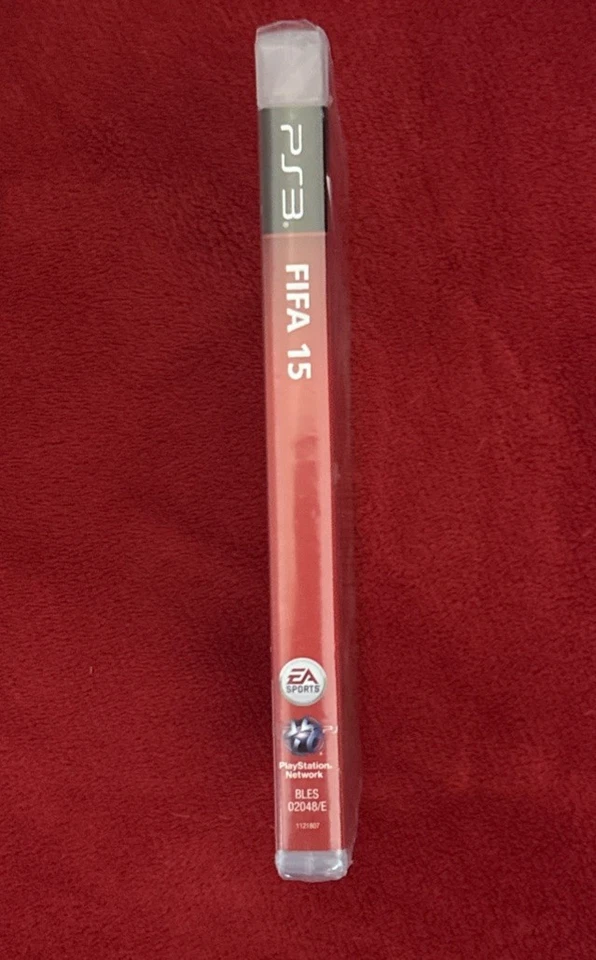 PS3
FIFA 15
EA
SPORTS
PlayStation®
Network
BLES
02048/E
1121807